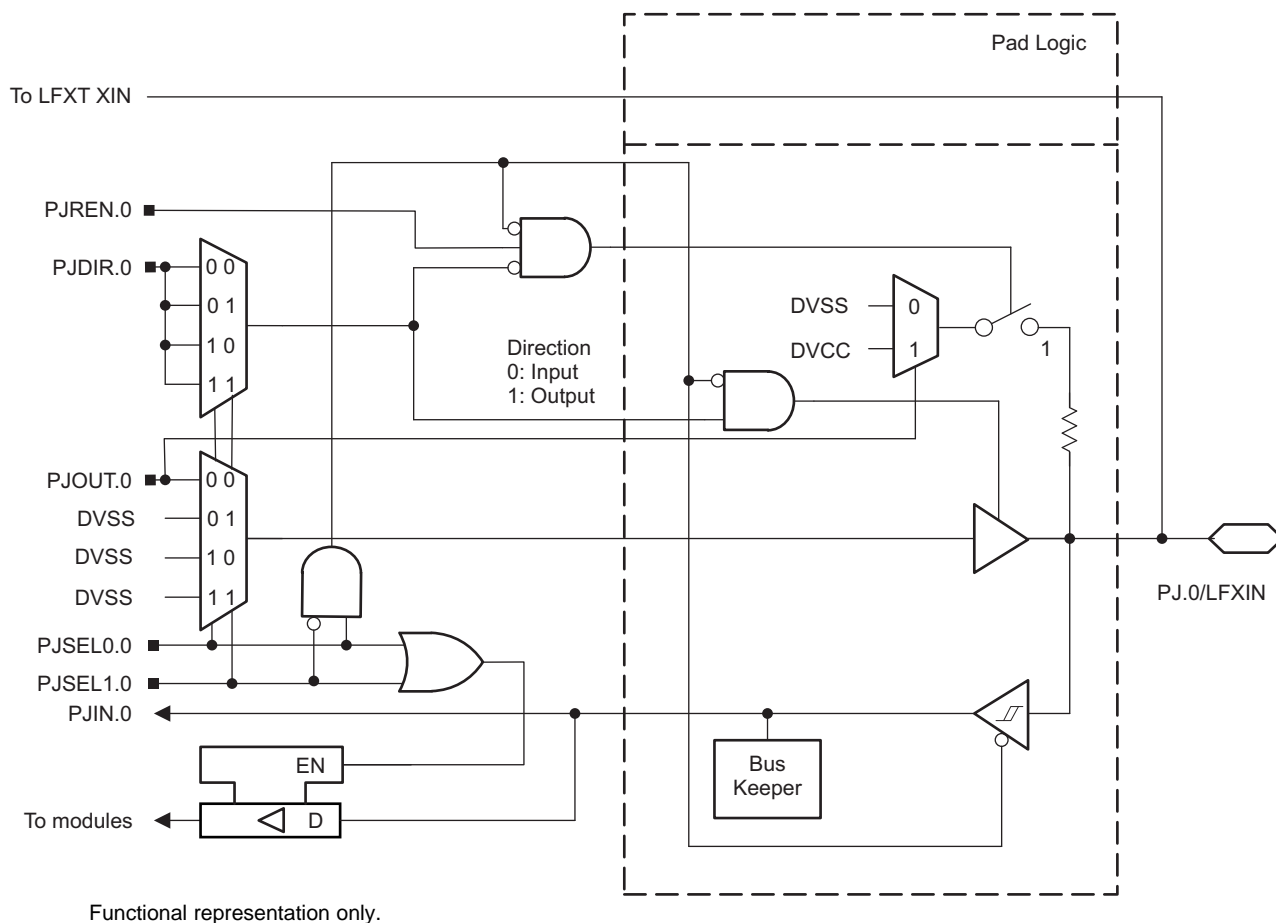 Pad Logic
To LFXT XIN
PJREN.0
PJDIR.0
0 0
0 1
1 0
1 1
Direction
0: Input
1: Output
DVSS
0
DVCC
1
1
PJOUT.0
0 0
DVSS
0 1
DVSS
1 0
DVSS
1 1
PJ.0/LFXIN
PJSEL0.0
PJSEL1.0
PJIN.0
EN
Bus
Keeper
To modules
D
Functional representation only.